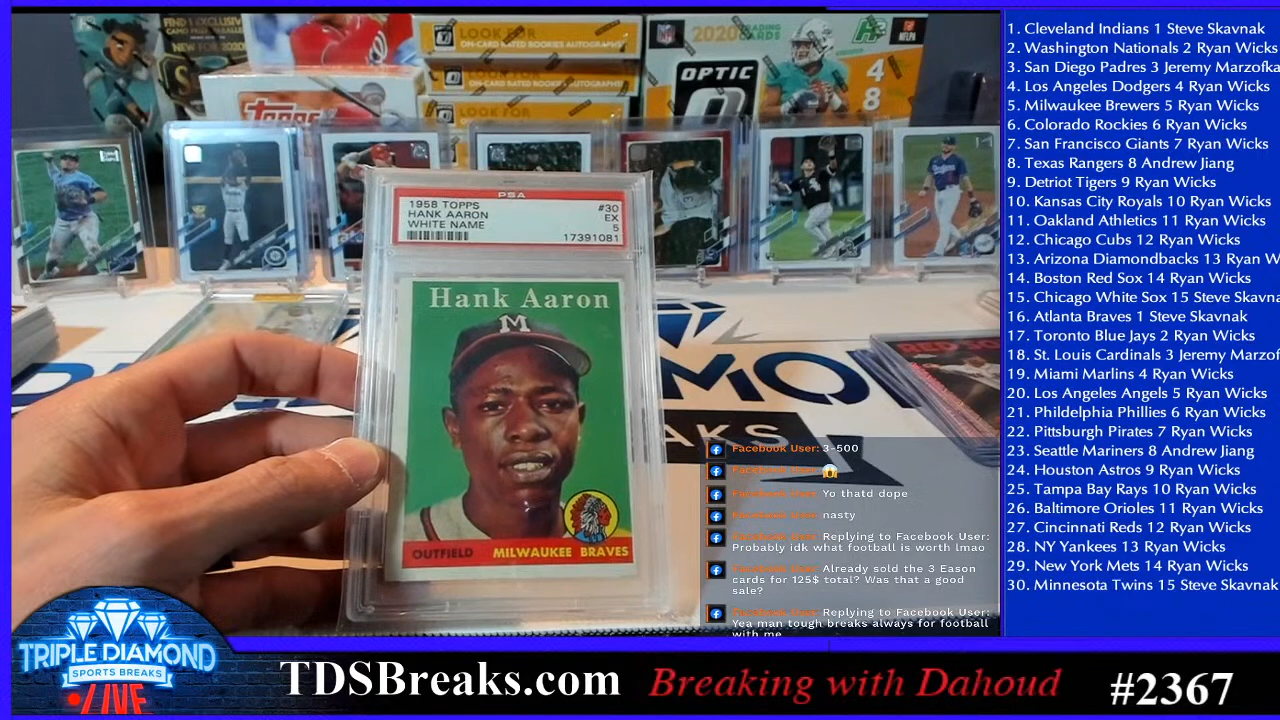 FIND 1 EXCLUSIV
NEW FOR 2020
LOOK FOR
ON-CARD RATED ROOKIES AUTOGRAPHS!
LOOK FOR
ON-CARD RATED ROOKIES AUTOGRAPHS!
LOOK FOR
NFL
2020
TRADING
CARDS
NFLPA
OPTIC
4
8
Topps
PSA
1958 TOPPS
#30
HANK AARON
EX
WHITE NAME
5
17391081
Hank Aaron
M
OUTFIELD
MILWAUKEE BRAVES
RED SO
D
MO
AKS
Facebook User: 3-500
Facebook User: 😱
Facebook User: Yo thatd dope
Facebook User: nasty
Facebook User: Replying to Facebook User:
Probably idk what football is worth lmao
Facebook User: Already sold the 3 Eason
cards for 125$ total? Was that a good
sale?
Facebook User: Replying to Facebook User:
Yea man tough breaks always for football
with me
1. Cleveland Indians 1 Steve Skavnak
2. Washington Nationals 2 Ryan Wicks
3. San Diego Padres 3 Jeremy Marzofka
4. Los Angeles Dodgers 4 Ryan Wicks
5. Milwaukee Brewers 5 Ryan Wicks
6. Colorado Rockies 6 Ryan Wicks
7. San Francisco Giants 7 Ryan Wicks
8. Texas Rangers 8 Andrew Jiang
9. Detriot Tigers 9 Ryan Wicks
10. Kansas City Royals 10 Ryan Wicks
11. Oakland Athletics 11 Ryan Wicks
12. Chicago Cubs 12 Ryan Wicks
13. Arizona Diamondbacks 13 Ryan W
14. Boston Red Sox 14 Ryan Wicks
15. Chicago White Sox 15 Steve Skavna
16. Atlanta Braves 1 Steve Skavnak
17. Toronto Blue Jays 2 Ryan Wicks
18. St. Louis Cardinals 3 Jeremy Marzof
19. Miami Marlins 4 Ryan Wicks
20. Los Angeles Angels 5 Ryan Wicks
21. Phildelphia Phillies 6 Ryan Wicks
22. Pittsburgh Pirates 7 Ryan Wicks
23. Seattle Mariners 8 Andrew Jiang
24. Houston Astros 9 Ryan Wicks
25. Tampa Bay Rays 10 Ryan Wicks
26. Baltimore Orioles 11 Ryan Wicks
27. Cincinnati Reds 12 Ryan Wicks
28. NY Yankees 13 Ryan Wicks
29. New York Mets 14 Ryan Wicks
30. Minnesota Twins 15 Steve Skavnak
TRIPLE DIAMOND
SPORTS BREAKS
LIVE
TDSBreaks.com
Breaking with Dahoud
#2367